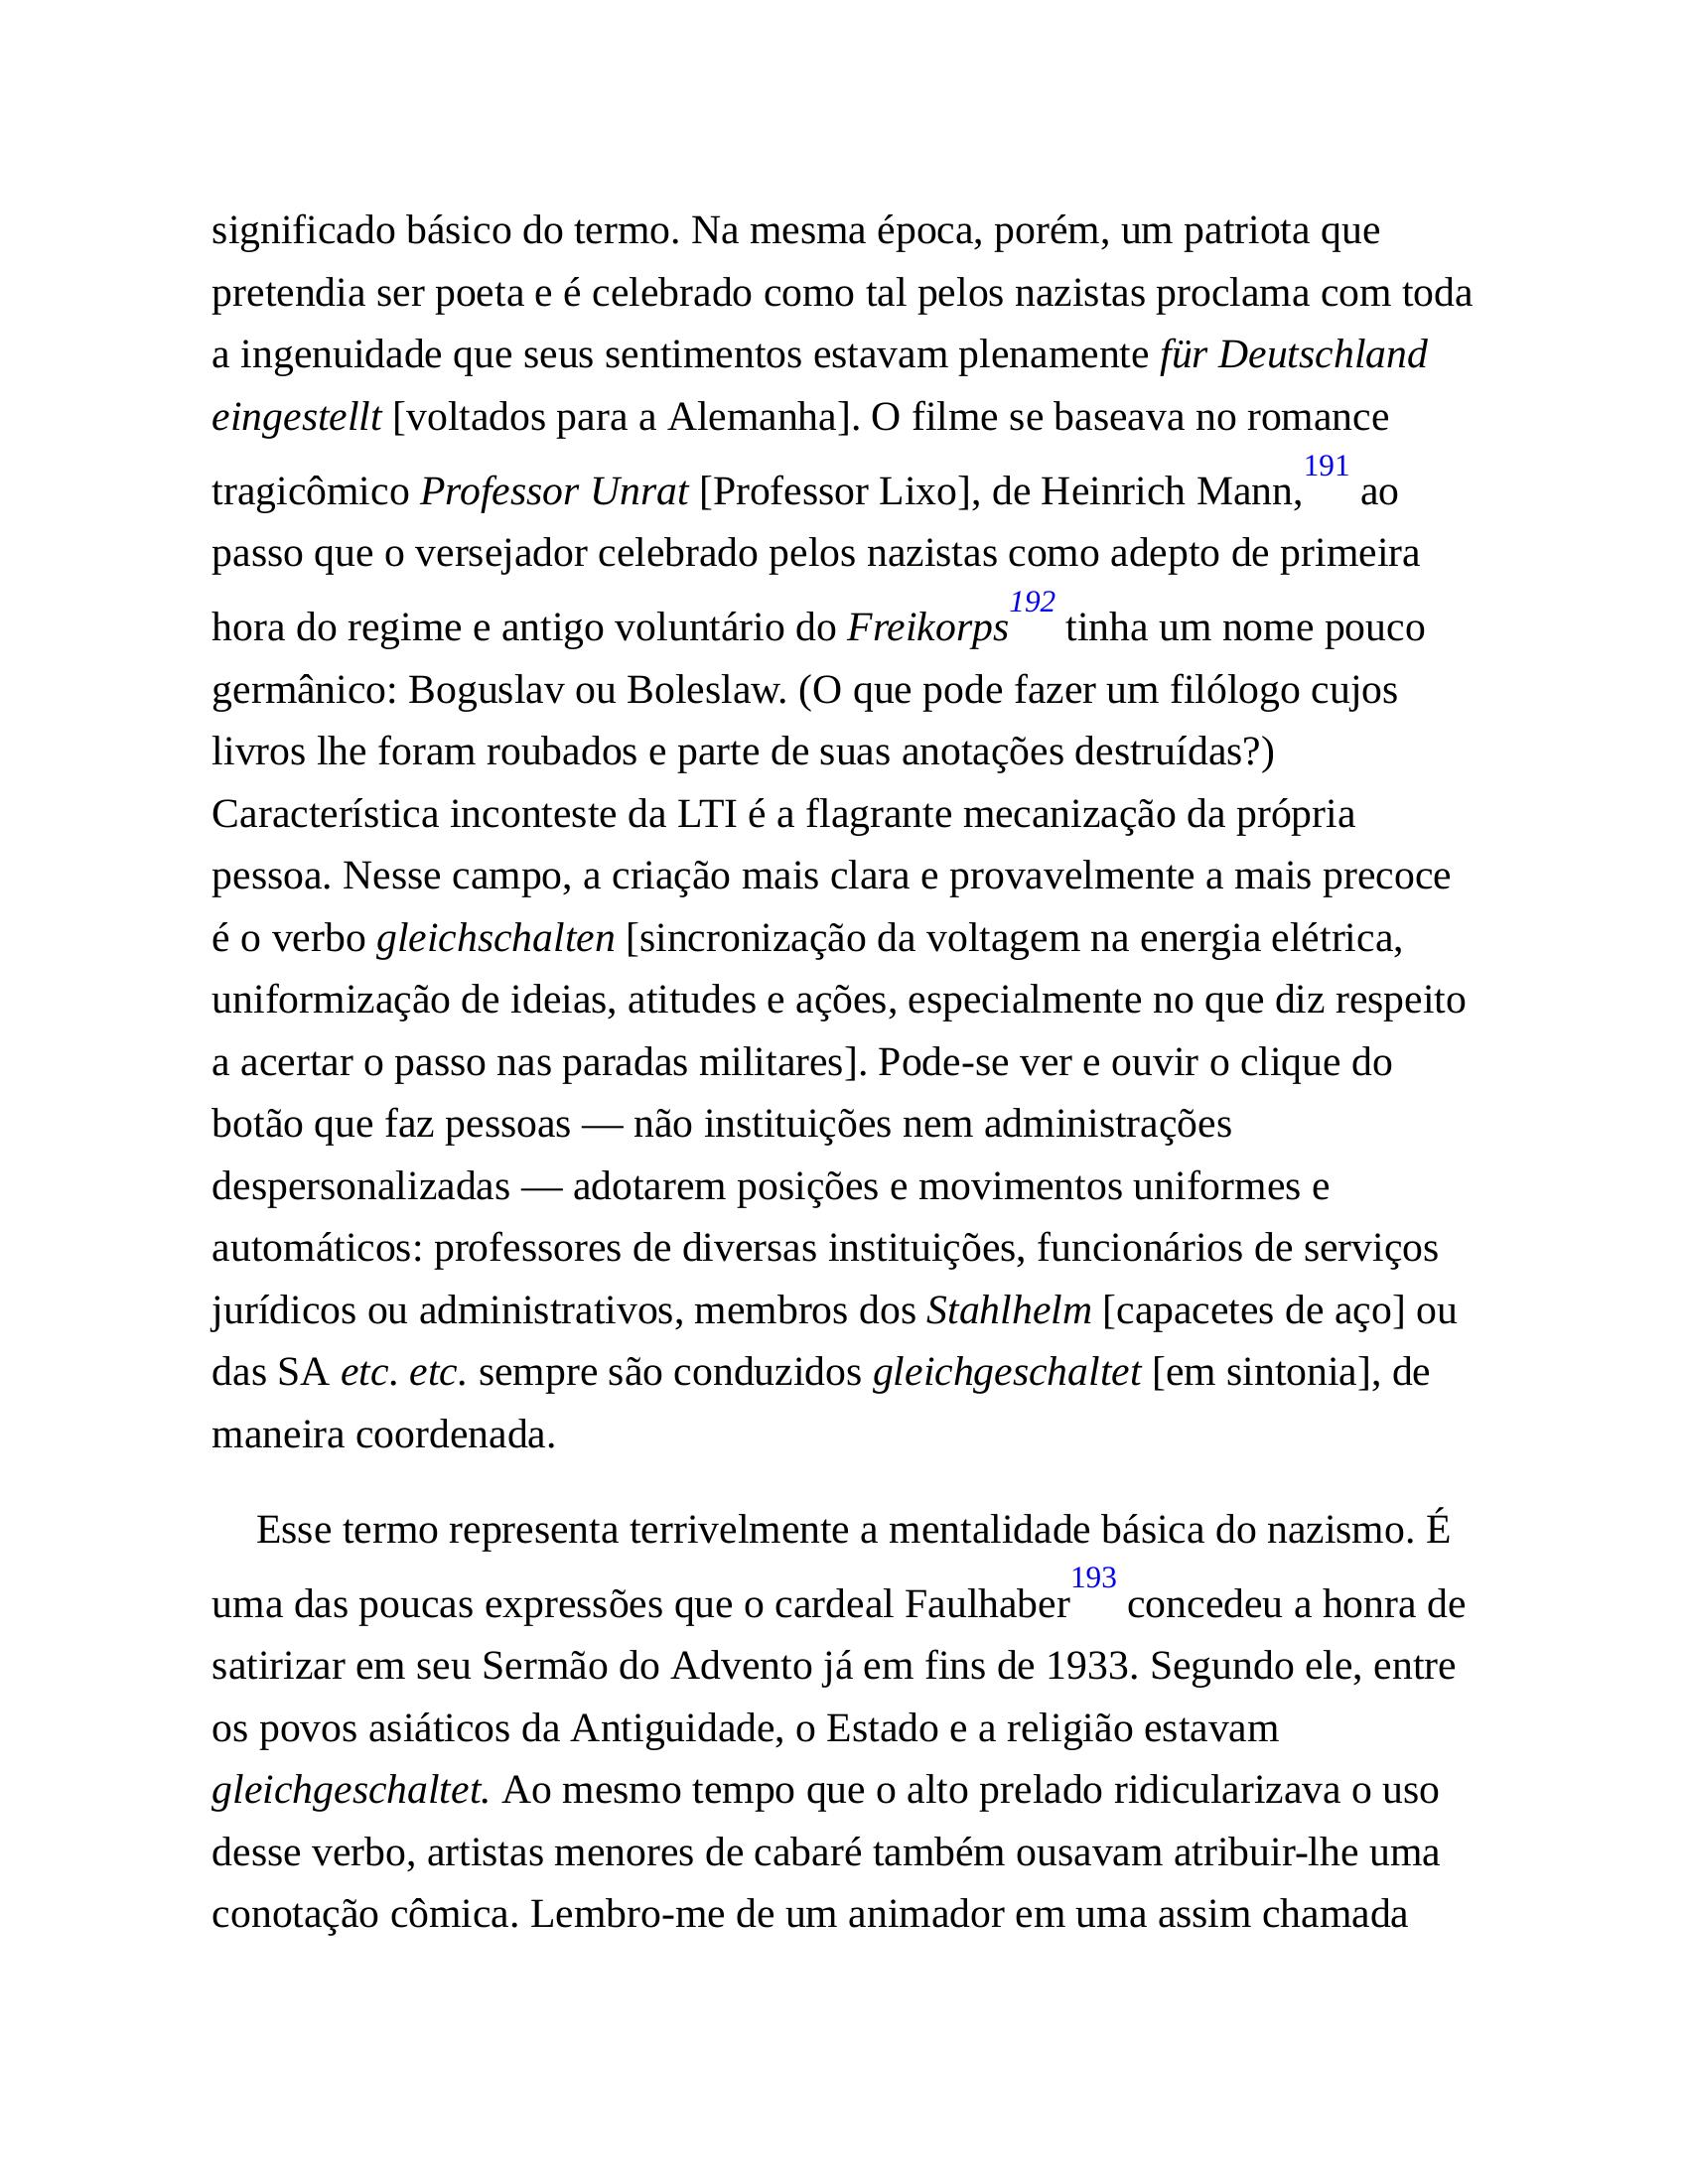 significado básico do termo. Na mesma época, porém, um patriota que
pretendia ser poeta e é celebrado como tal pelos nazistas proclama com toda
a ingenuidade que seus sentimentos estavam plenamente für Deutschland
eingestellt [voltados para a Alemanha]. O filme se baseava no romance
tragicômico Professor Unrat [Professor Lixo], de Heinrich Mann,191 ao
passo que o versejador celebrado pelos nazistas como adepto de primeira
hora do regime e antigo voluntário do Freikorps192 tinha um nome pouco
germânico: Boguslav ou Boleslaw. (O que pode fazer um filólogo cujos
livros lhe foram roubados e parte de suas anotações destruídas?)
Característica inconteste da LTI é a flagrante mecanização da própria
pessoa. Nesse campo, a criação mais clara e provavelmente a mais precoce
é o verbo gleichschalten [sincronização da voltagem na energia elétrica,
uniformização de ideias, atitudes e ações, especialmente no que diz respeito
a acertar o passo nas paradas militares]. Pode-se ver e ouvir o clique do
botão que faz pessoas — não instituições nem administrações
despersonalizadas — adotarem posições e movimentos uniformes e
automáticos: professores de diversas instituições, funcionários de serviços
jurídicos ou administrativos, membros dos Stahlhelm [capacetes de aço] ou
das SA etc. etc. sempre são conduzidos gleichgeschaltet [em sintonia], de
maneira coordenada.
Esse termo representa terrivelmente a mentalidade básica do nazismo. É
uma das poucas expressões que o cardeal Faulhaber193 concedeu a honra de
satirizar em seu Sermão do Advento já em fins de 1933. Segundo ele, entre
os povos asiáticos da Antiguidade, o Estado e a religião estavam
gleichgeschaltet. Ao mesmo tempo que o alto prelado ridicularizava o uso
desse verbo, artistas menores de cabaré também ousavam atribuir-lhe uma
conotação cômica. Lembro-me de um animador em uma assim chamada